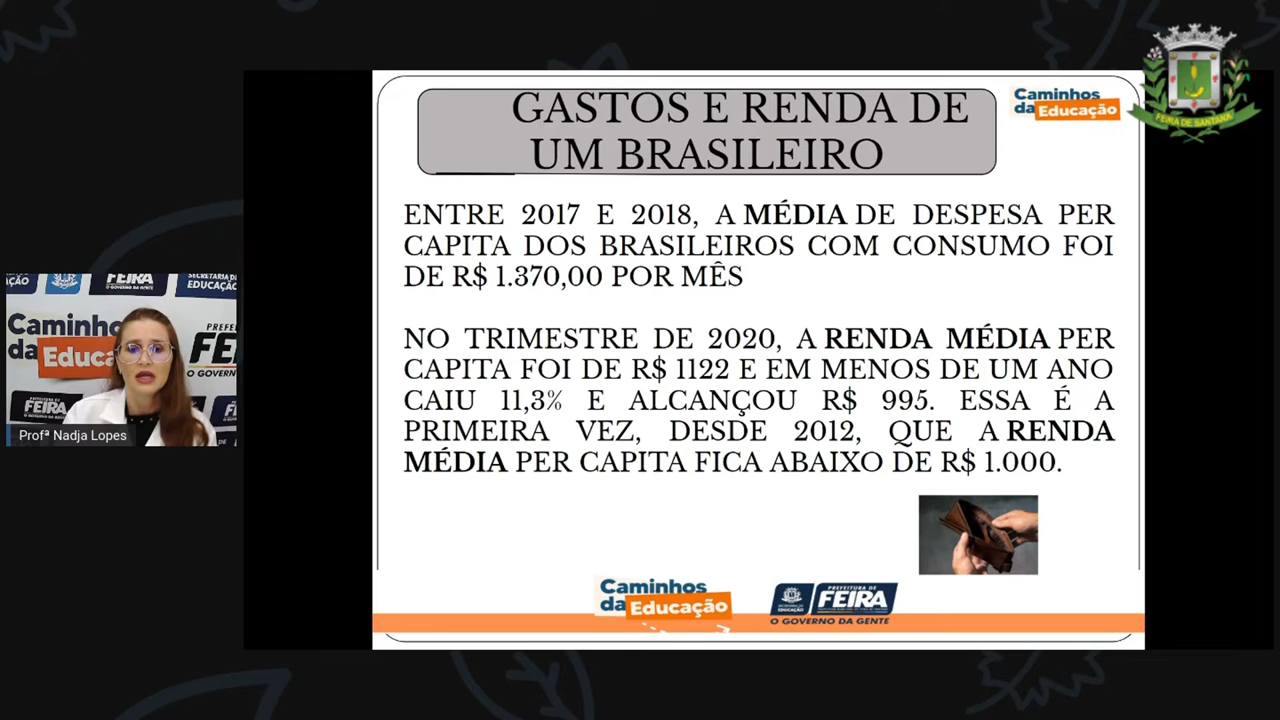 GASTOS E RENDA DE
UM BRASILEIRO
Caminhos
da Educação
FEIRA DE SANTANA
ENTRE 2017 E 2018, A MÉDIA DE DESPESA PER
CAPITA DOS BRASILEIROS COM CONSUMO FOI
DE R$ 1.370,00 POR MÊS
NO TRIMESTRE DE 2020, A RENDA MÉDIA PER
CAPITA FOI DE R$ 1122 E EM MENOS DE UM ANO
CAIU 11,3% E ALCANÇOU R$ 995. ESSA É A
PRIMEIRA VEZ, DESDE 2012, QUE A RENDA
MÉDIA PER CAPITA FICA ABAIXO DE R$ 1.000.
FEIRA
O GOVERNO DA GENTE
EDUCAÇÃO
Caminhos
da Educa
PREFE
FE
O GOVERNO
FEIRA
Profª Nadja Lopes
Caminhos
da Educação
PREFEITURA DE
FEIRA
O GOVERNO DA GENTE